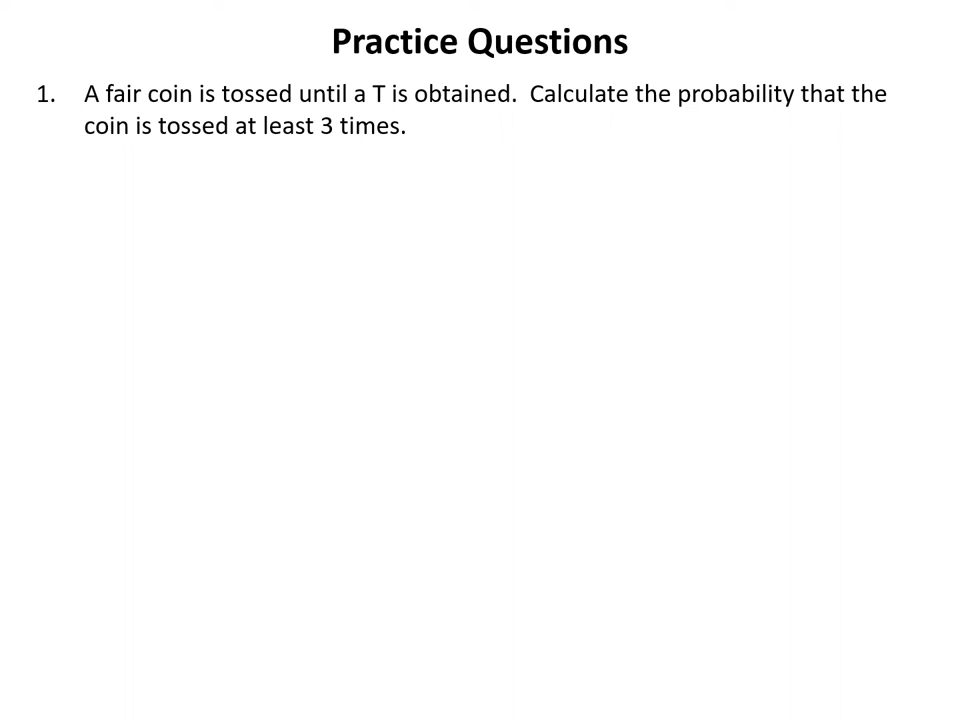 Practice Questions
1. A fair coin is tossed until a T is obtained.  Calculate the probability that the
coin is tossed at least 3 times.